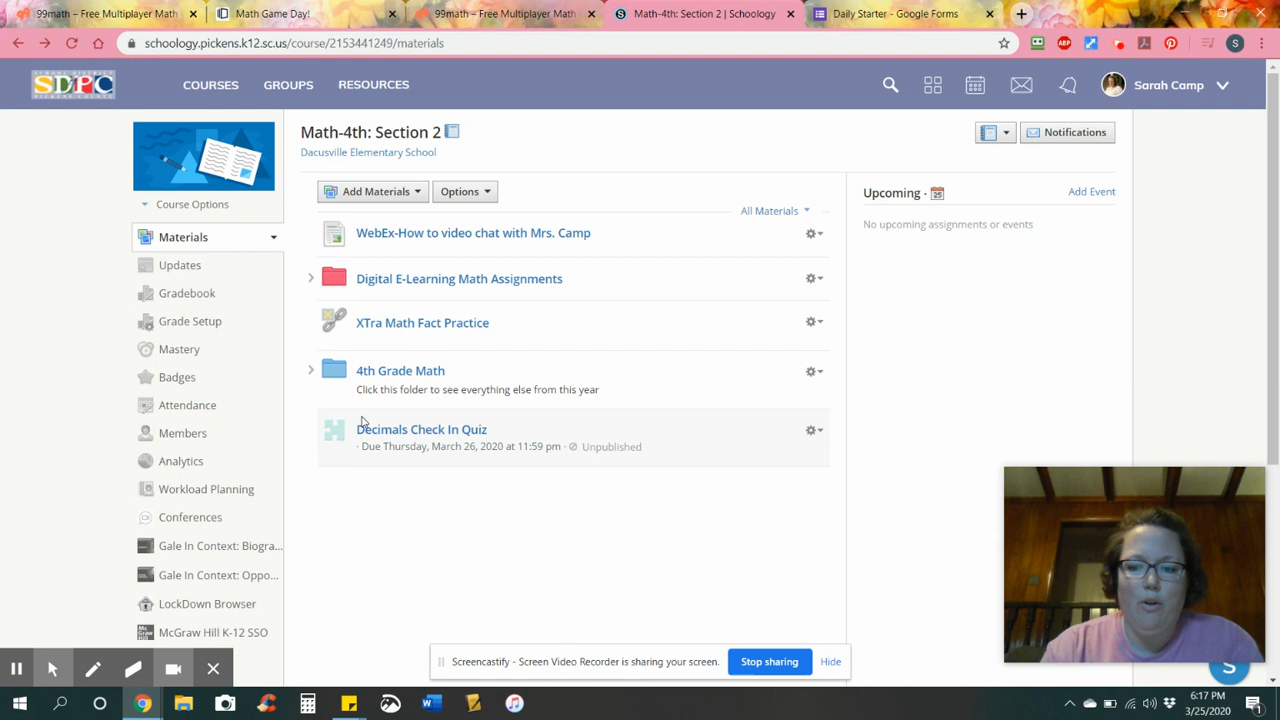 99math – Free Multiplayer Math
Math Game Day!
99math – Free Multiplayer Math
Math-4th: Section 2 | Schoology
Daily Starter - Google Forms
schoology.pickens.k12.sc.us/course/2153441249/materials
ABP
S
SDPC
COURSES
GROUPS
RESOURCES
Sarah Camp
Math-4th: Section 2
Dacusville Elementary School
Notifications
Course Options
Add Materials
Options
All Materials
Upcoming
Add Event
No upcoming assignments or events
Materials
Updates
Gradebook
Grade Setup
Mastery
Badges
Attendance
Members
Analytics
Workload Planning
Conferences
Gale In Context: Biogra...
Gale In Context: Oppo...
LockDown Browser
McGraw Hill K-12 SSO
WebEx-How to video chat with Mrs. Camp
Digital E-Learning Math Assignments
XTra Math Fact Practice
4th Grade Math
Click this folder to see everything else from this year
Decimals Check In Quiz
- Due Thursday, March 26, 2020 at 11:59 pm · Unpublished
Screencastify - Screen Video Recorder is sharing your screen.
Stop sharing
Hide
S
6:17 PM
3/25/2020